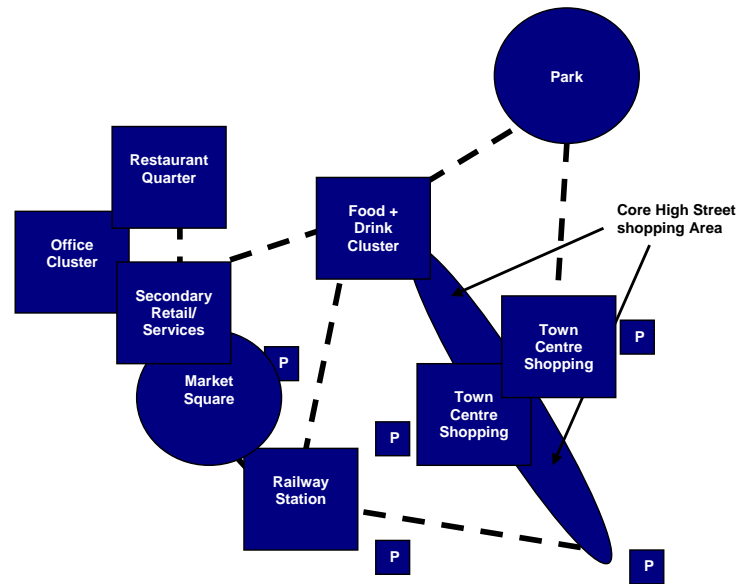 Park
Restaurant
Quarter
Food +
Drink
Cluster
Core High Street
shopping Area
Office
Cluster
Secondary
Retail/
Services
Town
Centre
Shopping
P
P
Market
Square
Town
Centre
Shopping
P
Railway
Station
P
P